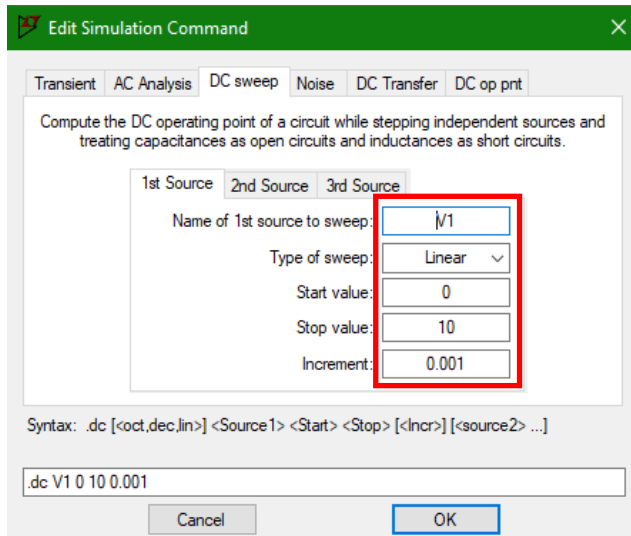 Edit Simulation Command
Transient AC Analysis DC sweep Noise DC Transfer DC op pnt
Compute the DC operating point of a circuit while stepping independent sources and
treating capacitances as open circuits and inductances as short circuits.
1st Source 2nd Source 3rd Source
Name of 1st source to sweep: V1
Type of sweep: Linear
Start value: 0
Stop value: 10
Increment: 0.001
Syntax: .dc [<oct,dec,lin>] <Source1> <Start> <Stop> [<Incr>] [<source2> ...]
.dc V1 0 10 0.001
Cancel OK